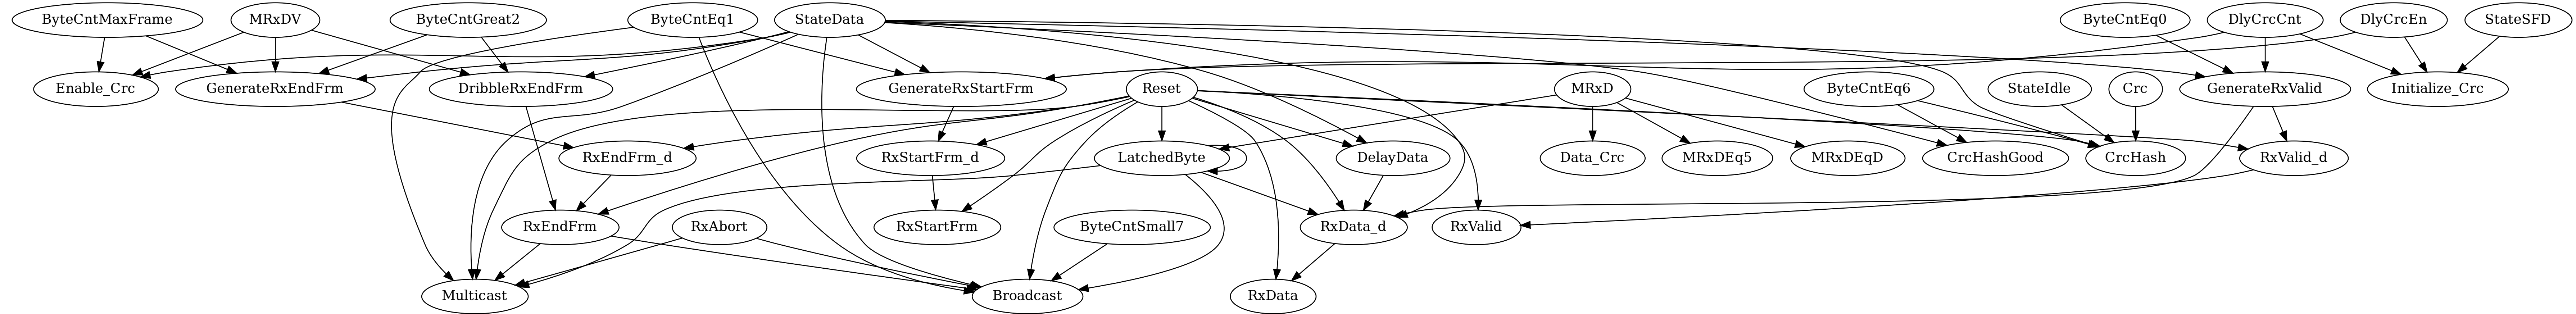 ByteCntMaxFrame
MRxDV
ByteCntGreat2
ByteCntEq1
StateData
ByteCntEq0
DlyCrcCnt
DlyCrcEn
StateSFD
Enable_Crc
GenerateRxEndFrm
DribbleRxEndFrm
GenerateRxStartFrm
Reset
MRxD
ByteCntEq6
StateIdle
Crc
GenerateRxValid
Initialize_Crc
RxEndFrm_d
RxStartFrm_d
LatchedByte
DelayData
Data_Crc
MRxDEq5
MRxDEqD
CrcHashGood
CrcHash
RxValid_d
RxEndFrm
RxAbort
RxStartFrm
ByteCntSmall7
RxData_d
RxValid
Multicast
Broadcast
RxData